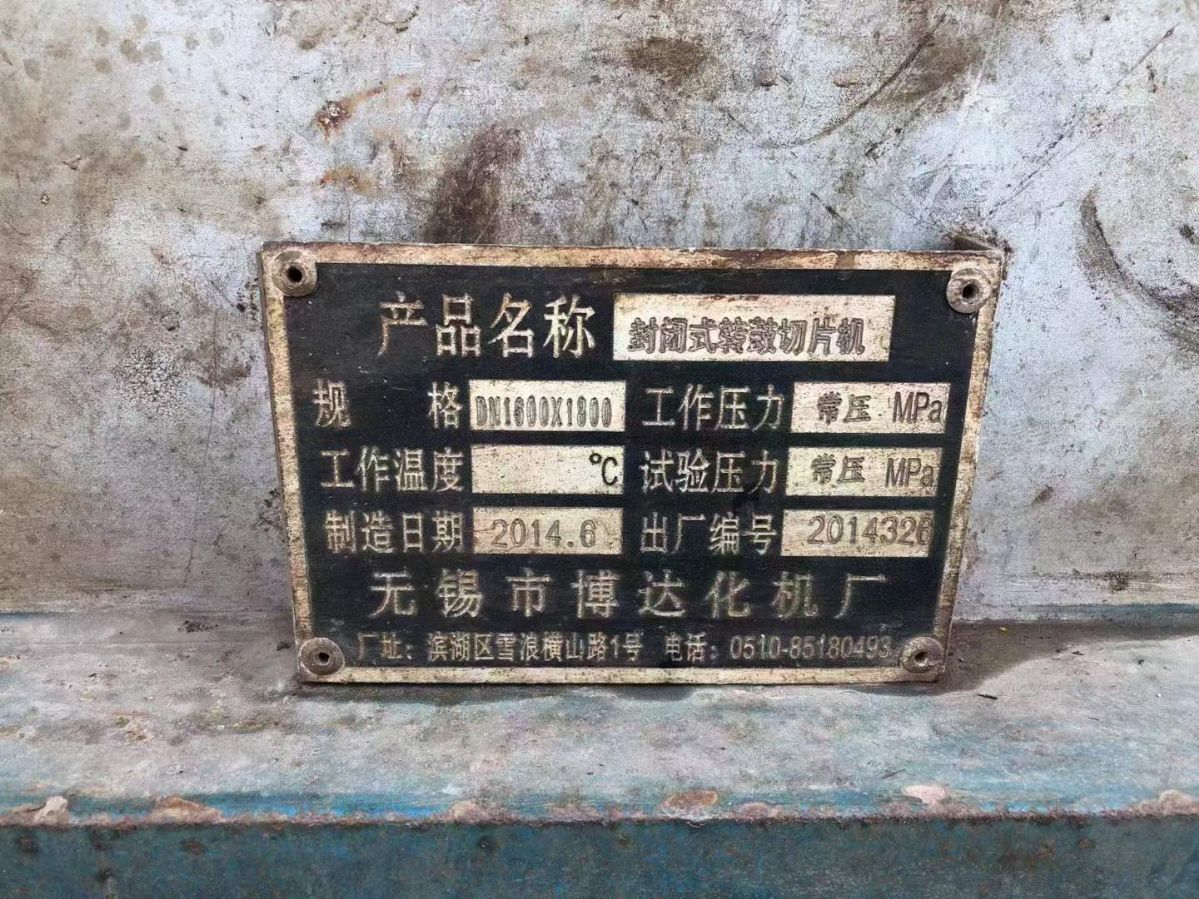 产品名称 封闭式转鼓切片机
规 格 DN1600X1800 工作压力 常压 MPa
工作温度 ℃ 试验压力 常压 MPa
制造日期 2014.6 出厂编号 2014326
无锡市博达化机厂
厂址：滨湖区雪浪横山路1号 电话：0510-85180493